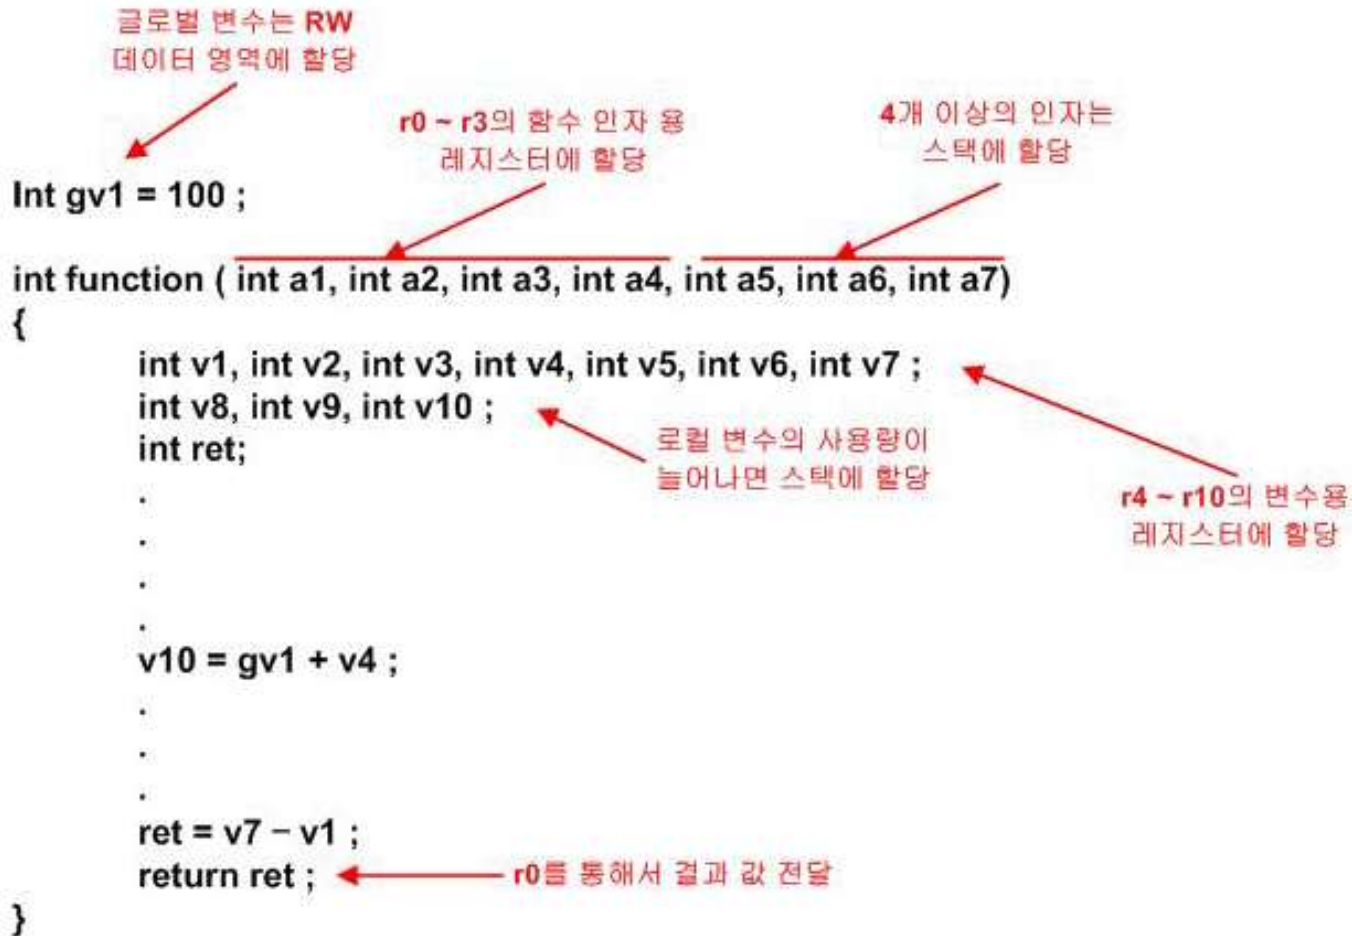 글로벌 변수는 RW
데이터 영역에 할당
r0 ~ r3의 함수 인자 용
레지스터에 할당
4개 이상의 인자는
스택에 할당
Int gv1 = 100 ;
int function ( int a1, int a2, int a3, int a4, int a5, int a6, int a7)
{
int v1, int v2, int v3, int v4, int v5, int v6, int v7 ;
int v8, int v9, int v10 ;
int ret;
로컬 변수의 사용량이
늘어나면 스택에 할당
r4 ~ r10의 변수용
레지스터에 할당
.
.
.
.
v10 = gv1 + v4 ;
.
.
.
ret = v7 − v1 ;
return ret ;
r0를 통해서 결과 값 전달
}